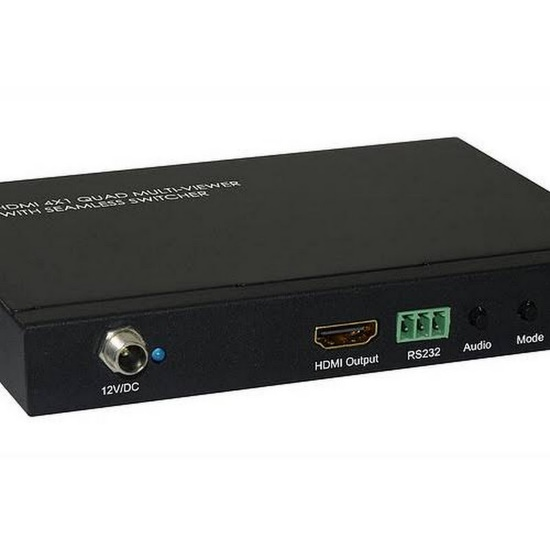 HDMI 4X1 QUAD MULTI-VIEWER
WITH SEAMLESS SWITCHER
12V/DC
HDMI Output
RS232
Audio
Mode